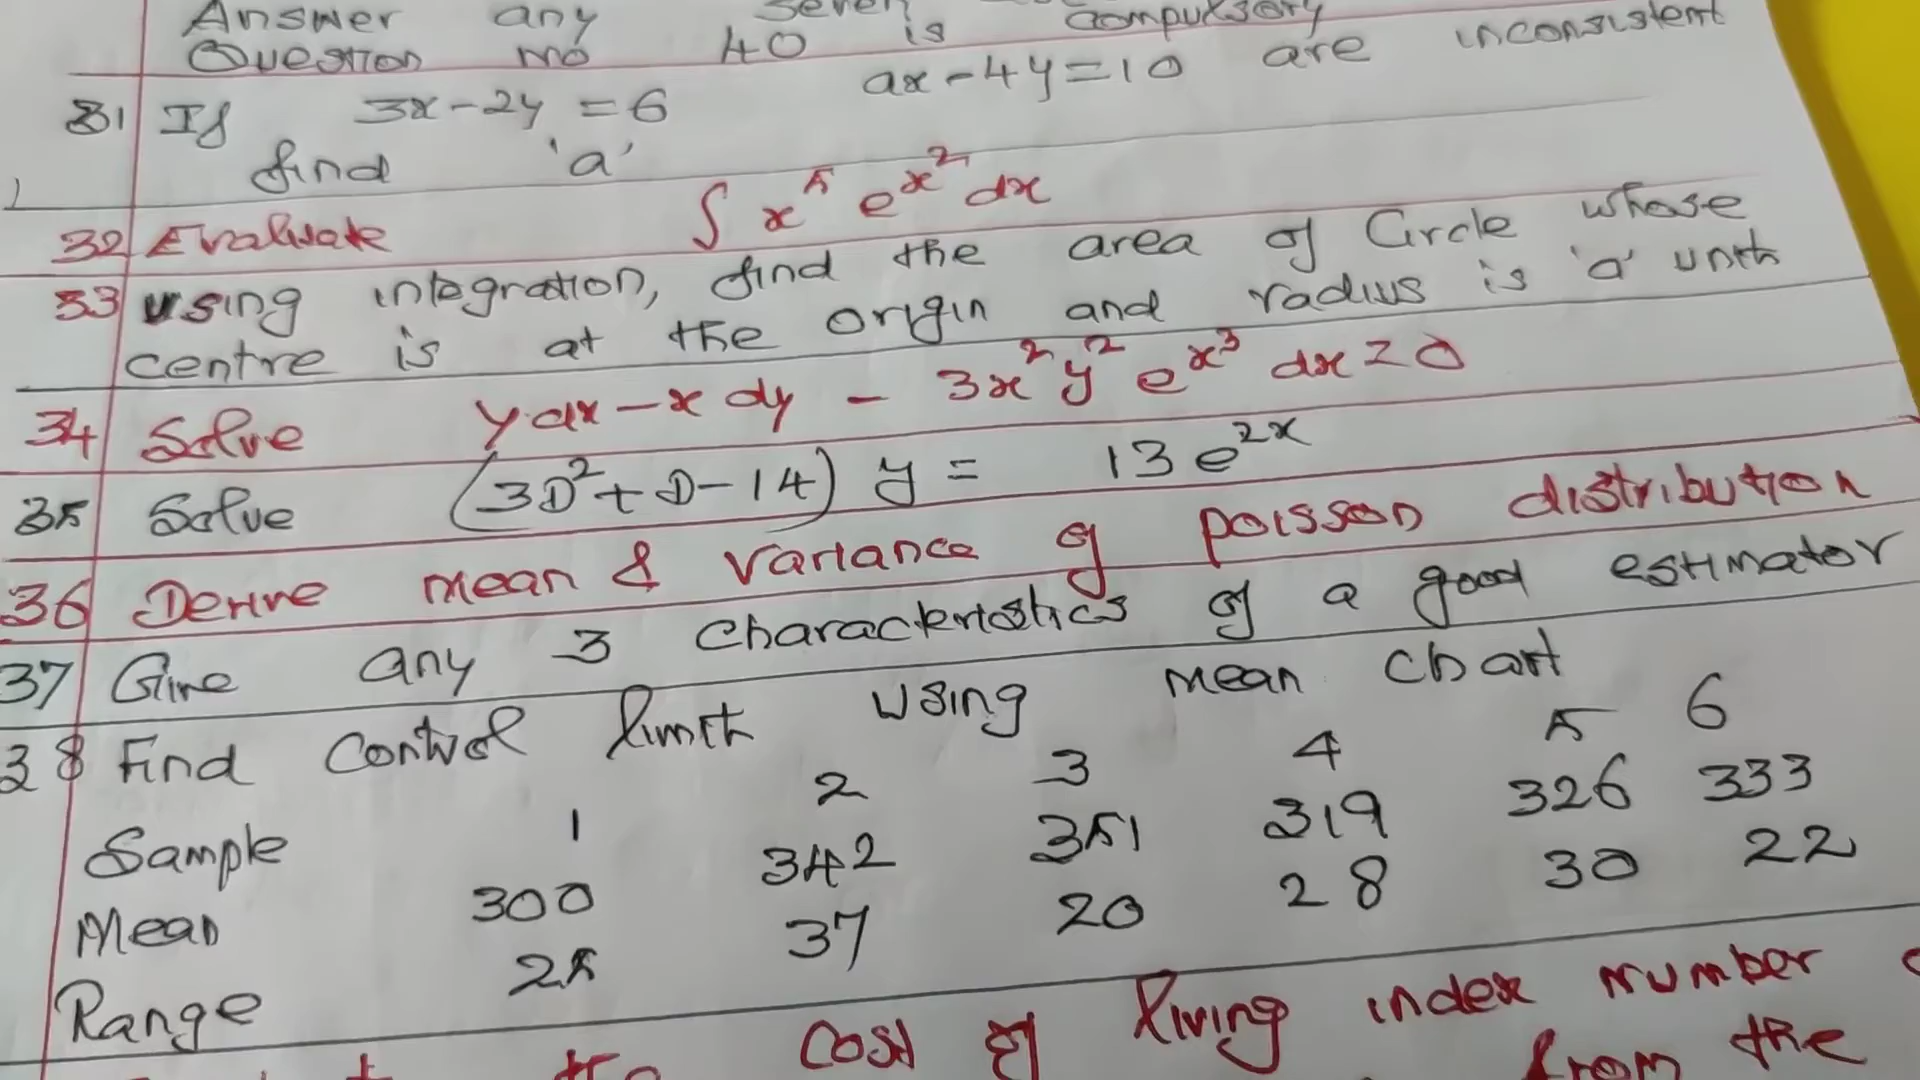 Answer any seven
Question no 40 is compulsory
31 If 3x-2y=6 ax-4y=10 are inconsistent
find 'a'
32 Evaluate ∫ x⁵ e^x² dx
33 using integration, find the area of Circle whose
centre is at the origin and radius is 'a' units
34 Solve ydx-x dy - 3x²y² e^x³ dx=0
35 Solve (3D²+D-14) y = 13 e^2x
36 Derive mean & variance of poisson distribution
37 Give any 3 characteristics of a good estimator
38 Find control limits using mean chart
Sample 1 2 3 4 5 6
Mean 300 342 351 319 326 333
Range 25 37 20 28 30 22
Cost of living index number
from the